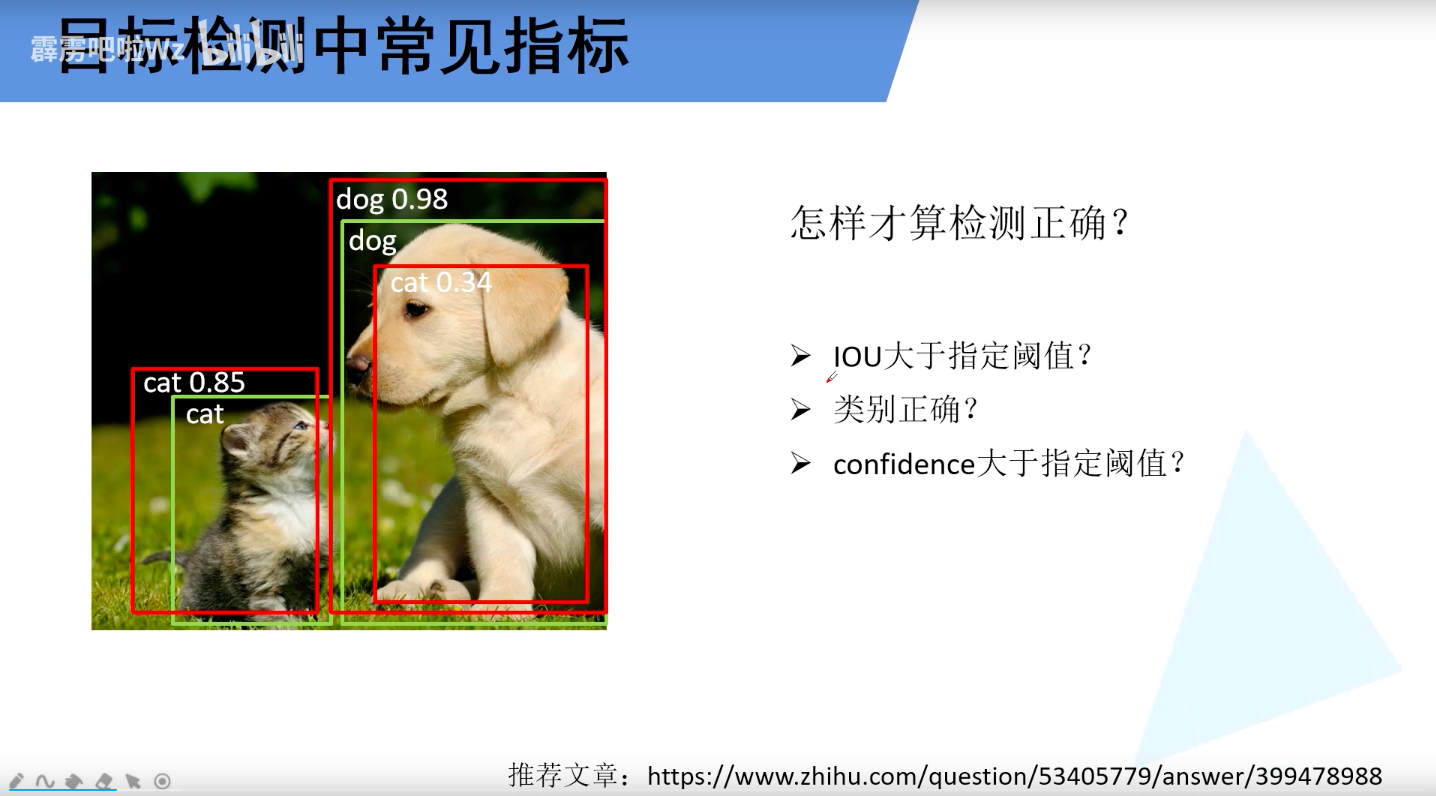 目标检测中常见指标
霹雳吧啦Wz bilibili
dog 0.98
dog
cat 0.34
cat 0.85
cat
怎样才算检测正确？
➢ IOU大于指定阈值？
➢ 类别正确？
➢ confidence大于指定阈值？
推荐文章：https://www.zhihu.com/question/53405779/answer/399478988